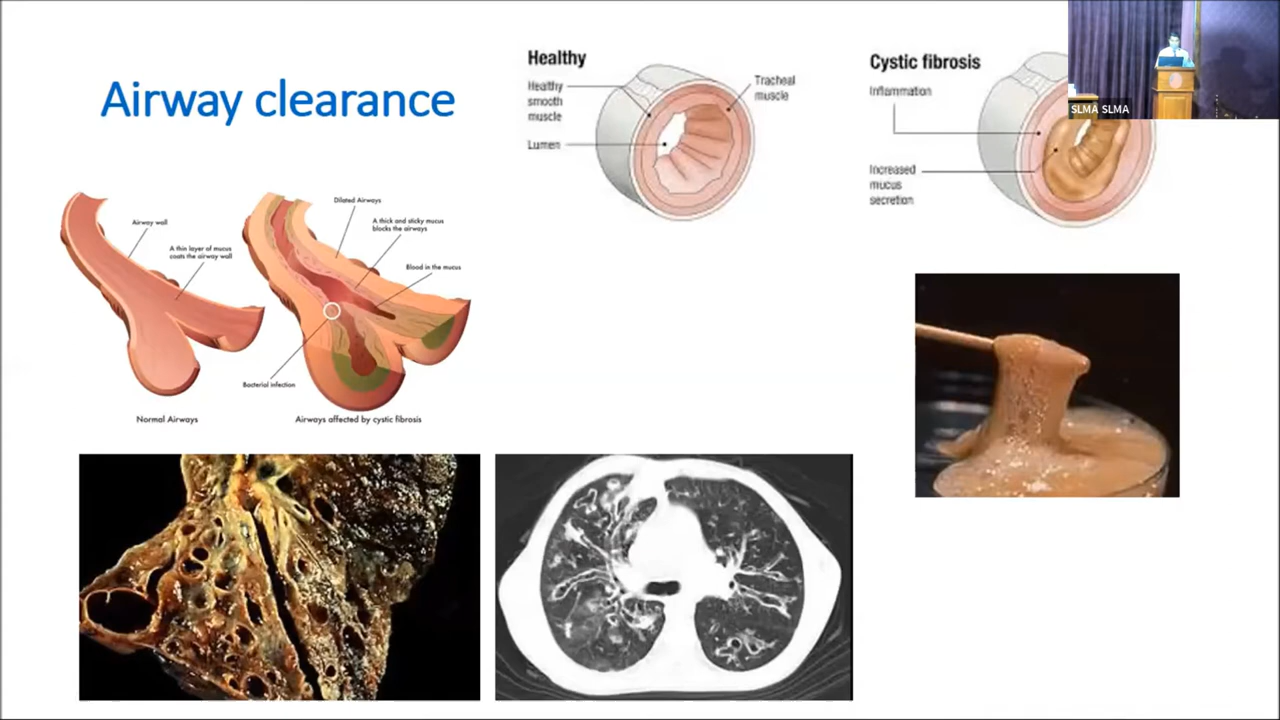 Airway clearance
Healthy
Healthy
smooth
muscle
Lumen
Tracheal
muscle
Cystic fibrosis
Inflammation
Increased
mucus
secretion
SLMA SLMA
Airway wall
A thin layer of mucus
coats the airway wall
Normal Airways
Dilated Airways
A thick and sticky mucus
blocks the airways
Blood in the mucus
Bacterial infection
Airways affected by cystic fibrosis